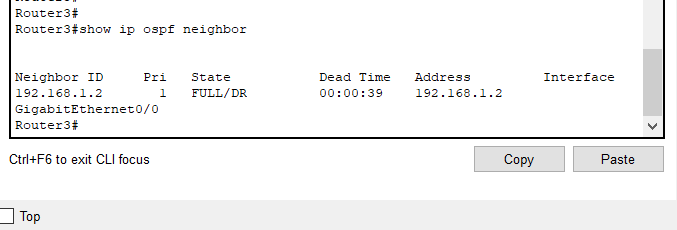 Router3#
Router3#show ip ospf neighbor
Neighbor ID     Pri   State           Dead Time   Address         Interface
192.168.1.2       1   FULL/DR         00:00:39    192.168.1.2
GigabitEthernet0/0
Router3#
Ctrl+F6 to exit CLI focus
Copy
Paste
Top